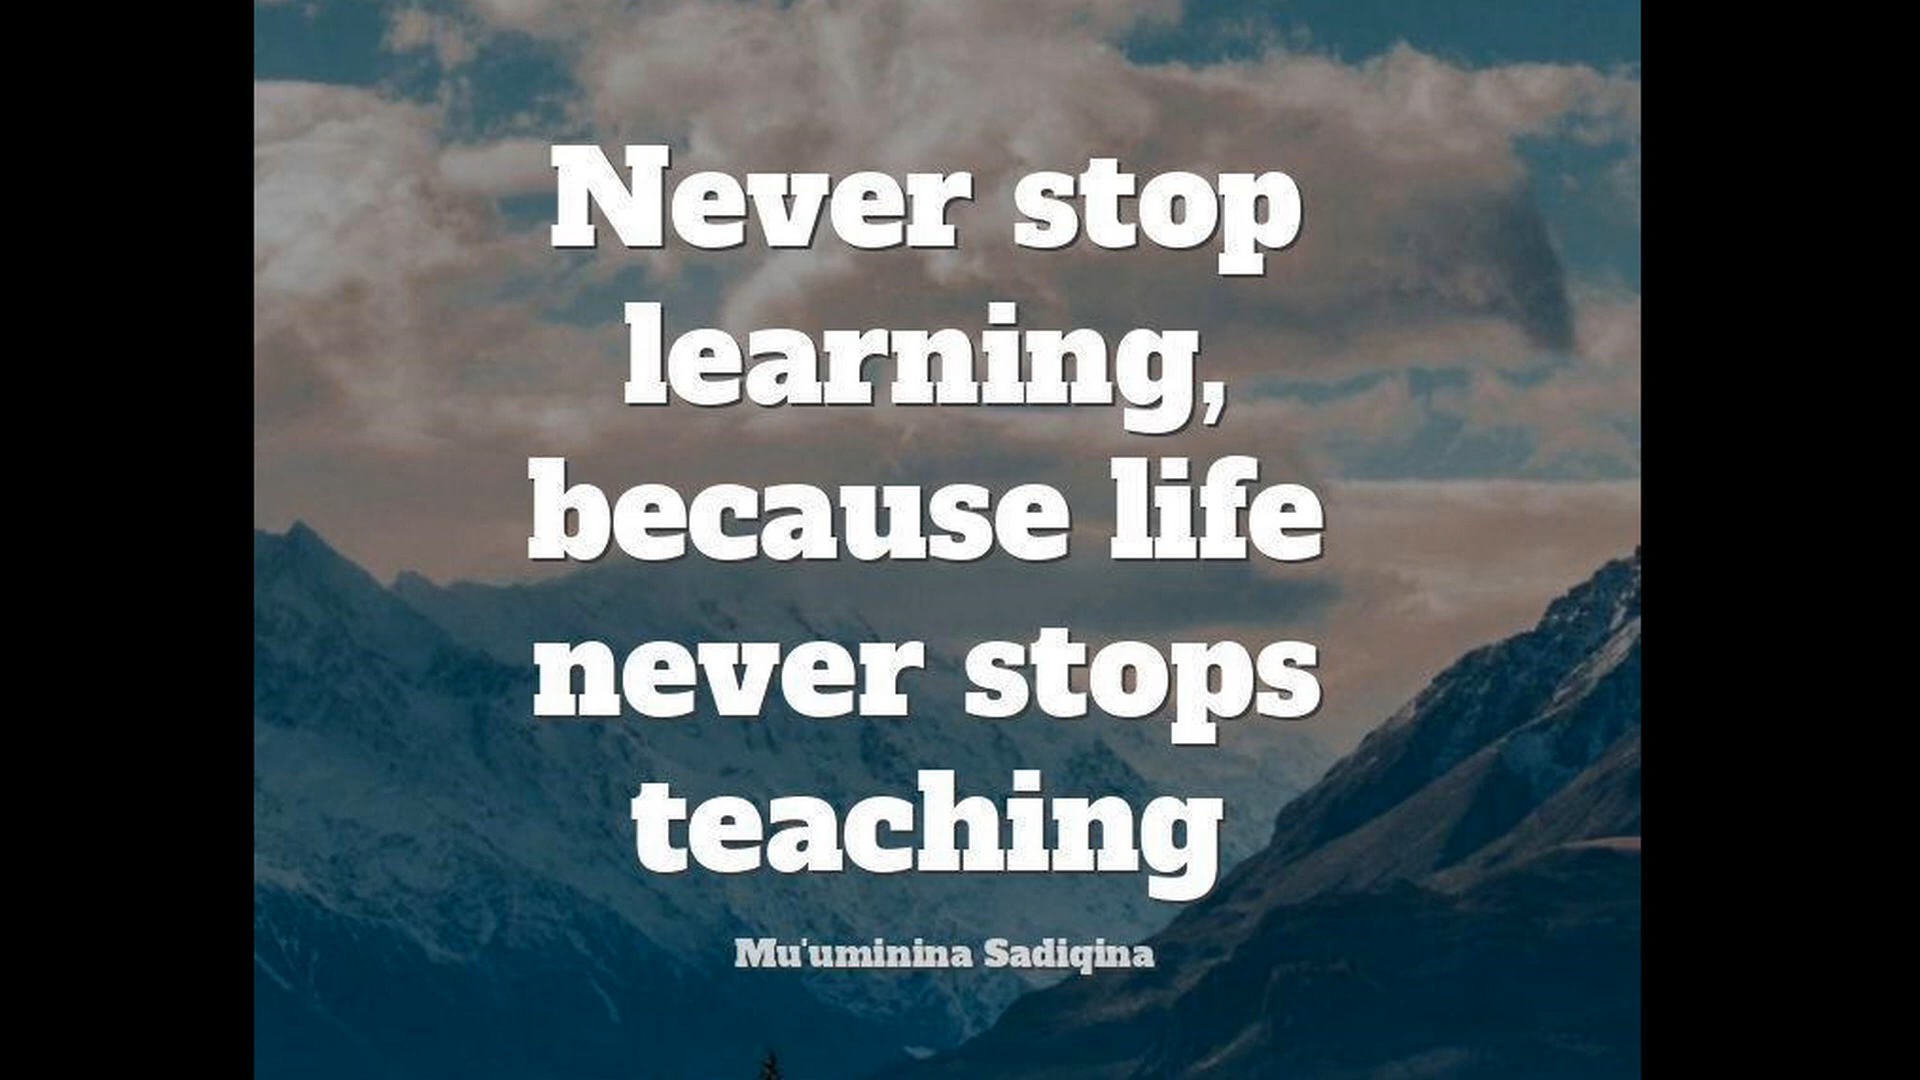 Never stop
learning,
because life
never stops
teaching
Mu'uminina Sadiqina